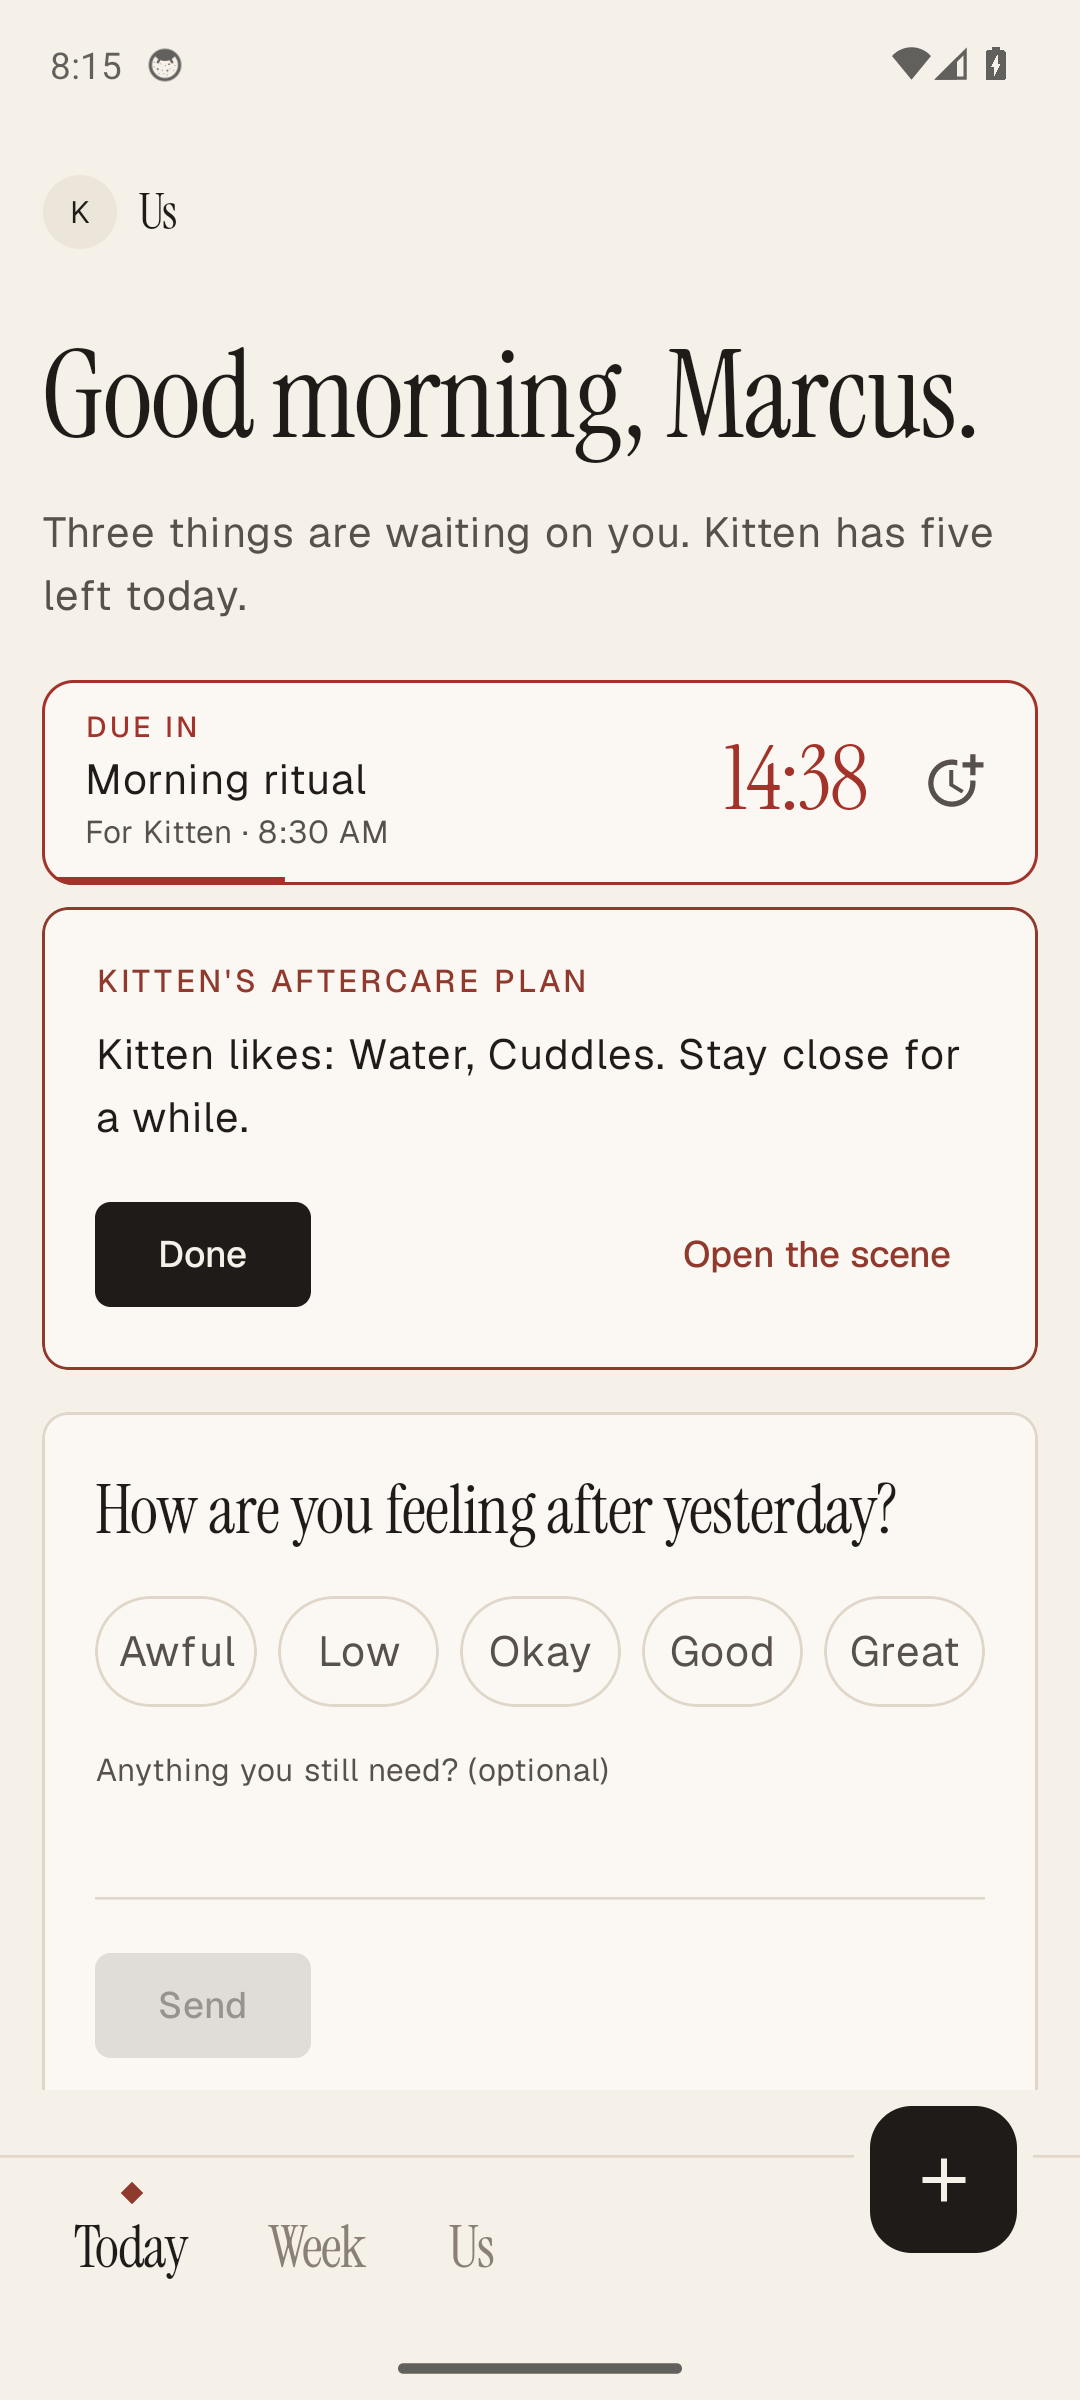 8:15
K Us
Good morning, Marcus.
Three things are waiting on you. Kitten has five
left today.
DUE IN
Morning ritual
For Kitten · 8:30 AM
14:38
KITTEN'S AFTERCARE PLAN
Kitten likes: Water, Cuddles. Stay close for
a while.
Done
Open the scene
How are you feeling after yesterday?
Awful Low Okay Good Great
Anything you still need? (optional)
Send
Today Week Us